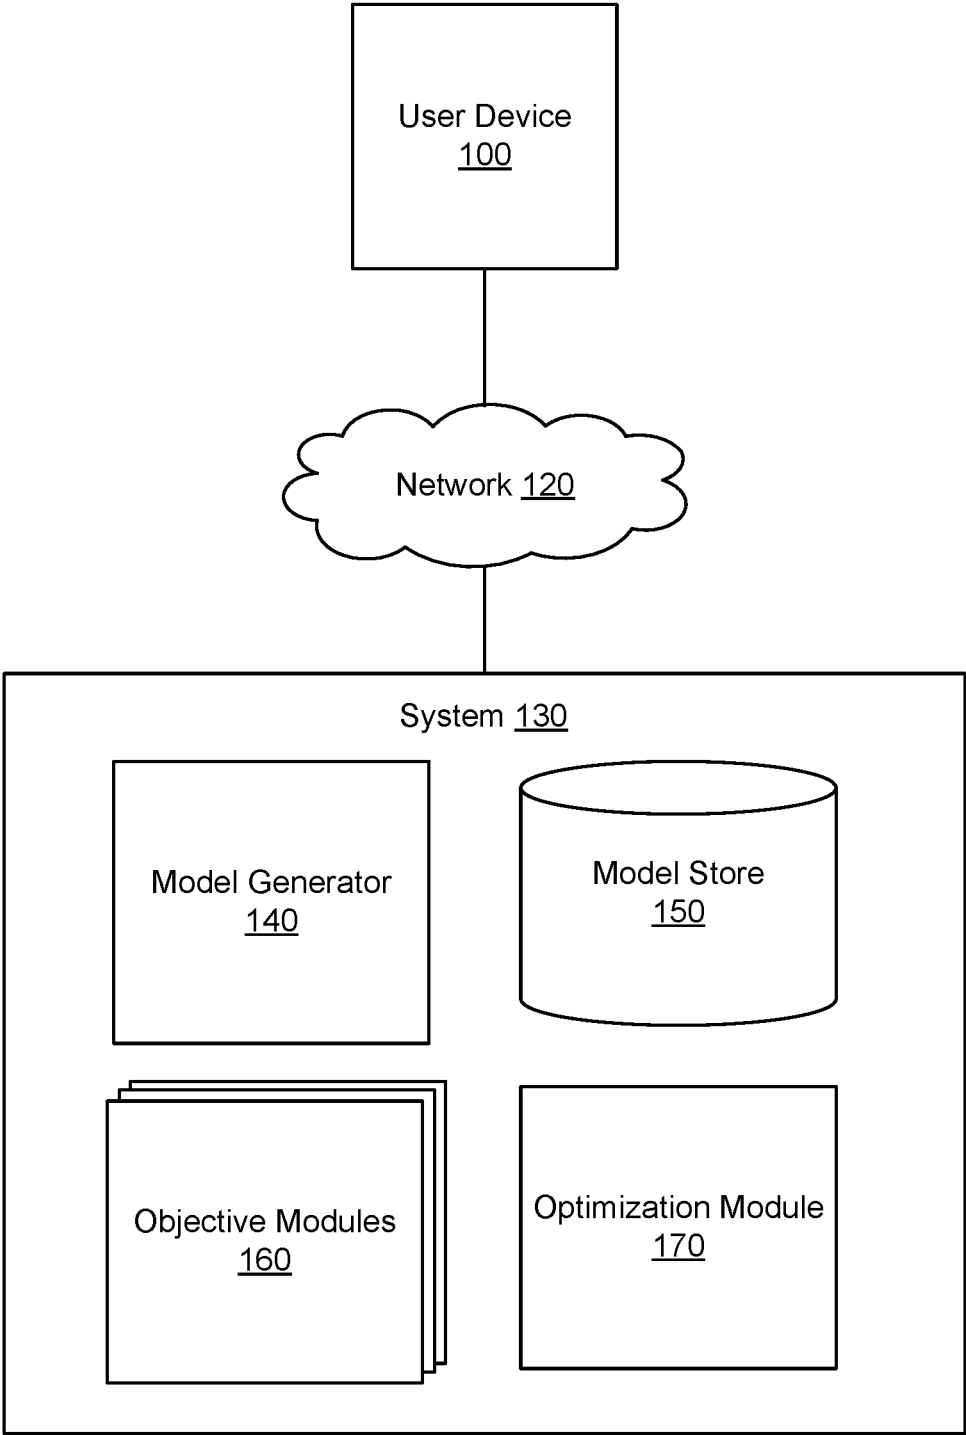 User Device
100
Network 120
System 130
Model Generator
140
Model Store
150
Objective Modules
160
Optimization Module
170